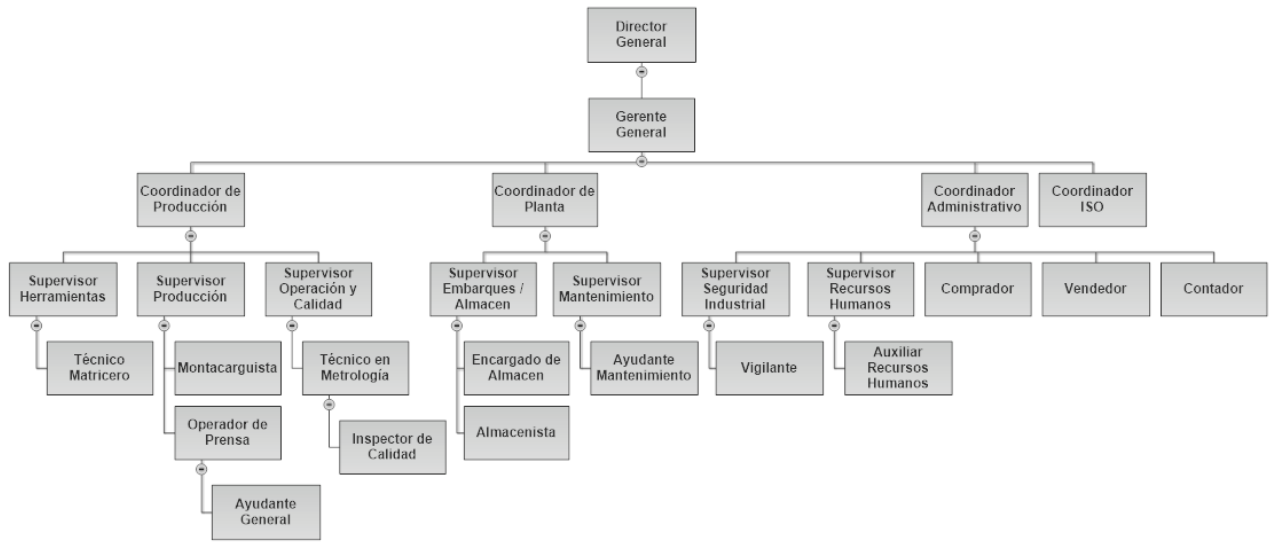 Director
General
Gerente
General
Coordinador de
Producción
Coordinador de
Planta
Coordinador
Administrativo
Coordinador
ISO
Supervisor
Herramientas
Supervisor
Producción
Supervisor
Operación y
Calidad
Supervisor
Embarques /
Almacen
Supervisor
Mantenimiento
Supervisor
Seguridad
Industrial
Supervisor
Recursos
Humanos
Comprador
Vendedor
Contador
Técnico
Matricero
Montacarguista
Técnico en
Metrología
Encargado de
Almacen
Ayudante
Mantenimiento
Vigilante
Auxiliar
Recursos
Humanos
Operador de
Prensa
Inspector de
Calidad
Almacenista
Ayudante
General